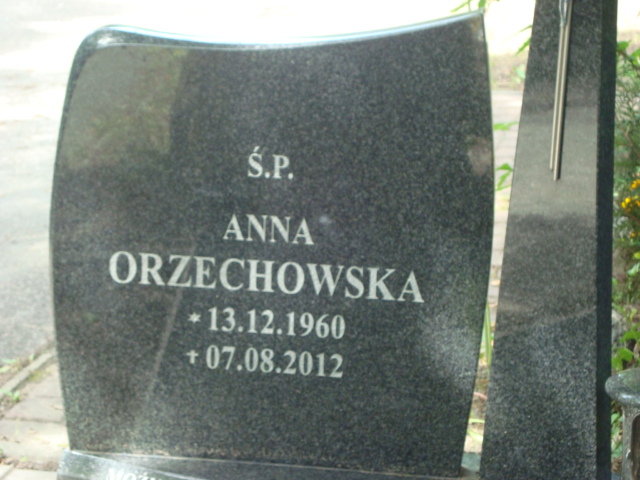 Ś.P.
ANNA
ORZECHOWSKA
* 13.12.1960
✝ 07.08.2012